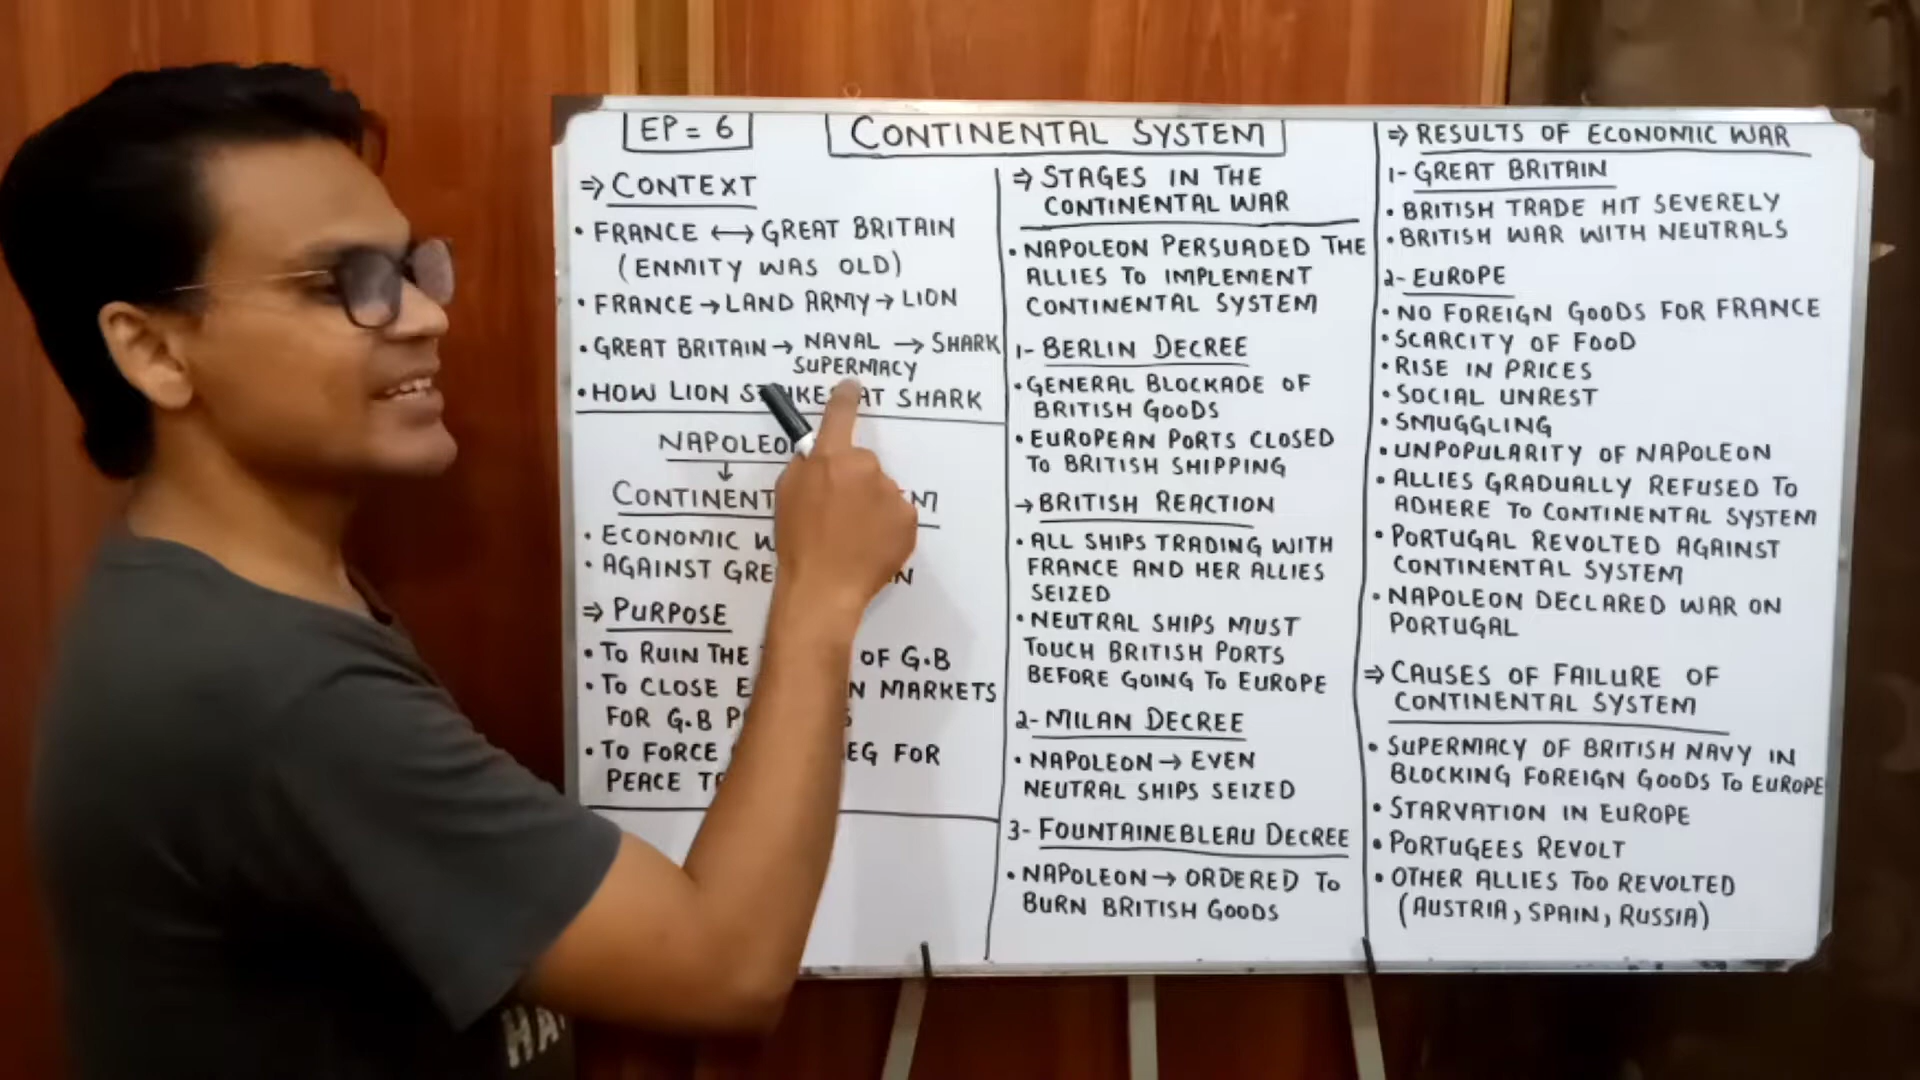 EP = 6
CONTINENTAL SYSTEM
⇒ CONTEXT
• FRANCE ↔ GREAT BRITAIN
(ENMITY WAS OLD)
• FRANCE → LAND ARMY → LION
• GREAT BRITAIN → NAVAL → SHARK
SUPERMACY
• HOW LION AT SHARK
↓
• ECONOMIC
• AGAINST
⇒ PURPOSE
• TO RUIN THE OF G.B
• TO CLOSE MARKETS
FOR G.B
• TO FORCE FOR
PEACE
⇒ STAGES IN THE
CONTINENTAL WAR
• NAPOLEON PERSUADED THE
ALLIES TO IMPLEMENT
CONTINENTAL SYSTEM
1- BERLIN DECREE
• GENERAL BLOCKADE OF
BRITISH GOODS
• EUROPEAN PORTS CLOSED
TO BRITISH SHIPPING
→ BRITISH REACTION
• ALL SHIPS TRADING WITH
FRANCE AND HER ALLIES
SEIZED
• NEUTRAL SHIPS MUST
TOUCH BRITISH PORTS
BEFORE GOING TO EUROPE
2- MILAN DECREE
• NAPOLEON → EVEN
NEUTRAL SHIPS SEIZED
3- FOUNTAINEBLEAU DECREE
• NAPOLEON → ORDERED TO
BURN BRITISH GOODS
⇒ RESULTS OF ECONOMIC WAR
1- GREAT BRITAIN
• BRITISH TRADE HIT SEVERELY
• BRITISH WAR WITH NEUTRALS
2- EUROPE
• NO FOREIGN GOODS FOR FRANCE
• SCARCITY OF FOOD
• RISE IN PRICES
• SOCIAL UNREST
• SMUGGLING
• UNPOPULARITY OF NAPOLEON
• ALLIES GRADUALLY REFUSED TO
ADHERE TO CONTINENTAL SYSTEM
• PORTUGAL REVOLTED AGAINST
CONTINENTAL SYSTEM
• NAPOLEON DECLARED WAR ON
PORTUGAL
⇒ CAUSES OF FAILURE OF
CONTINENTAL SYSTEM
• SUPERMACY OF BRITISH NAVY IN
BLOCKING FOREIGN GOODS TO EUROPE
• STARVATION IN EUROPE
• PORTUGEES REVOLT
• OTHER ALLIES TOO REVOLTED
(AUSTRIA, SPAIN, RUSSIA)